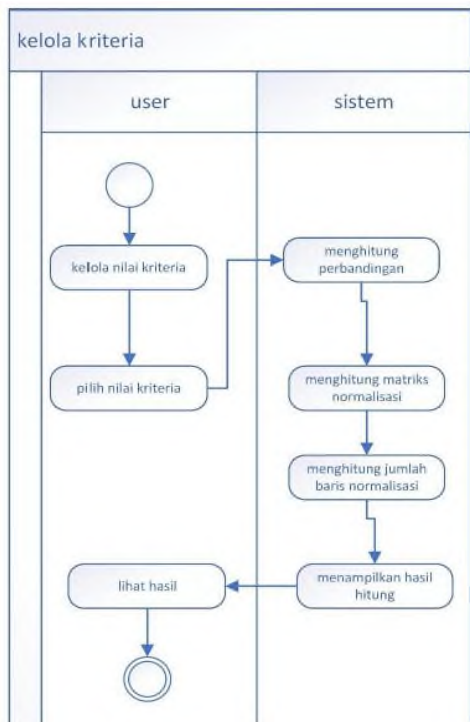 kelola kriteria
user
sistem
kelola nilai kriteria
pilih nilai kriteria
menghitung
perbandingan
menghitung matriks
normalisasi
menghitung jumlah
baris normalisasi
menampilkan hasil
hitung
lihat hasil